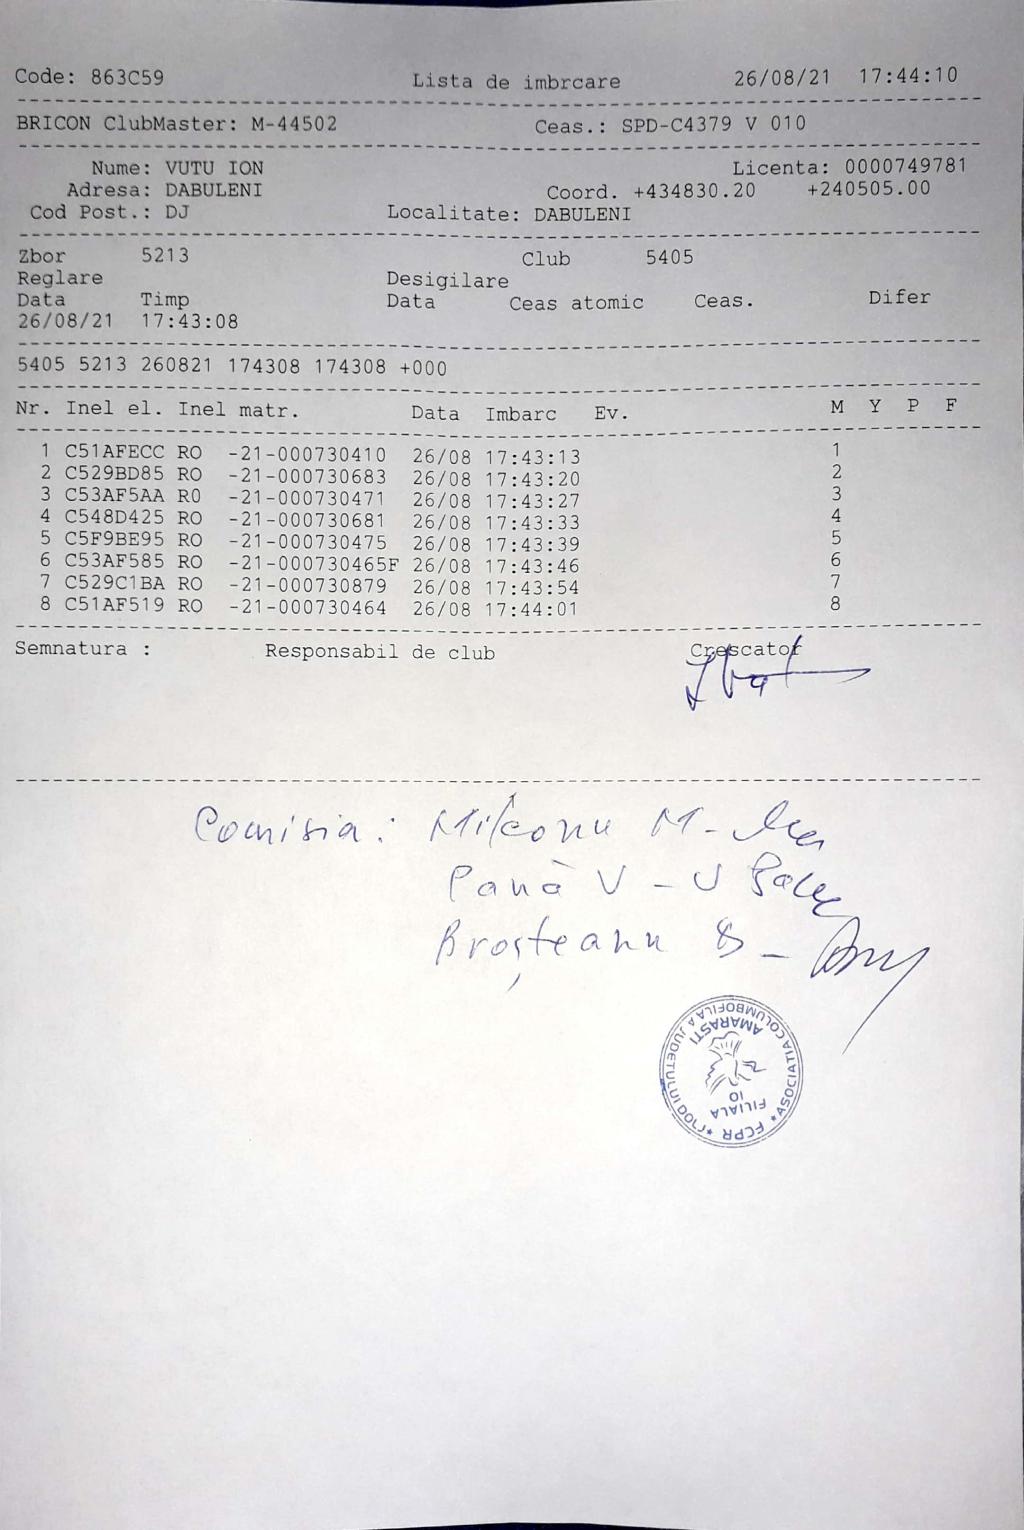 Code: 863C59 Lista de imbrcare 26/08/21 17:44:10
BRICON ClubMaster: M-44502 Ceas.: SPD-C4379 V 010
Nume: VUTU ION Licenta: 0000749781
Adresa: DABULENI Coord. +434830.20 +240505.00
Cod Post.: DJ Localitate: DABULENI
Zbor 5213 Club 5405
Reglare Desigilare
Data Timp Data Ceas atomic Ceas. Difer
26/08/21 17:43:08
5405 5213 260821 174308 174308 +000
Nr. Inel el. Inel matr. Data Imbarc Ev. M Y P F
1 C51AFECC RO -21-000730410 26/08 17:43:13 1
2 C529BD85 RO -21-000730683 26/08 17:43:20 2
3 C53AF5AA RO -21-000730471 26/08 17:43:27 3
4 C548D425 RO -21-000730681 26/08 17:43:33 4
5 C5F9BE95 RO -21-000730475 26/08 17:43:39 5
6 C53AF585 RO -21-000730465F 26/08 17:43:46 6
7 C529C1BA RO -21-000730879 26/08 17:43:54 7
8 C51AF519 RO -21-000730464 26/08 17:44:01 8
Semnatura : Responsabil de club Crescator
Comisia: Milconu M-
Pană V -
Broșteanu B -
ASOCIATIA COLUMBOFILA A JUDETULUI DOLJ
AMARASTI
FILIALA
10
* FCPR *